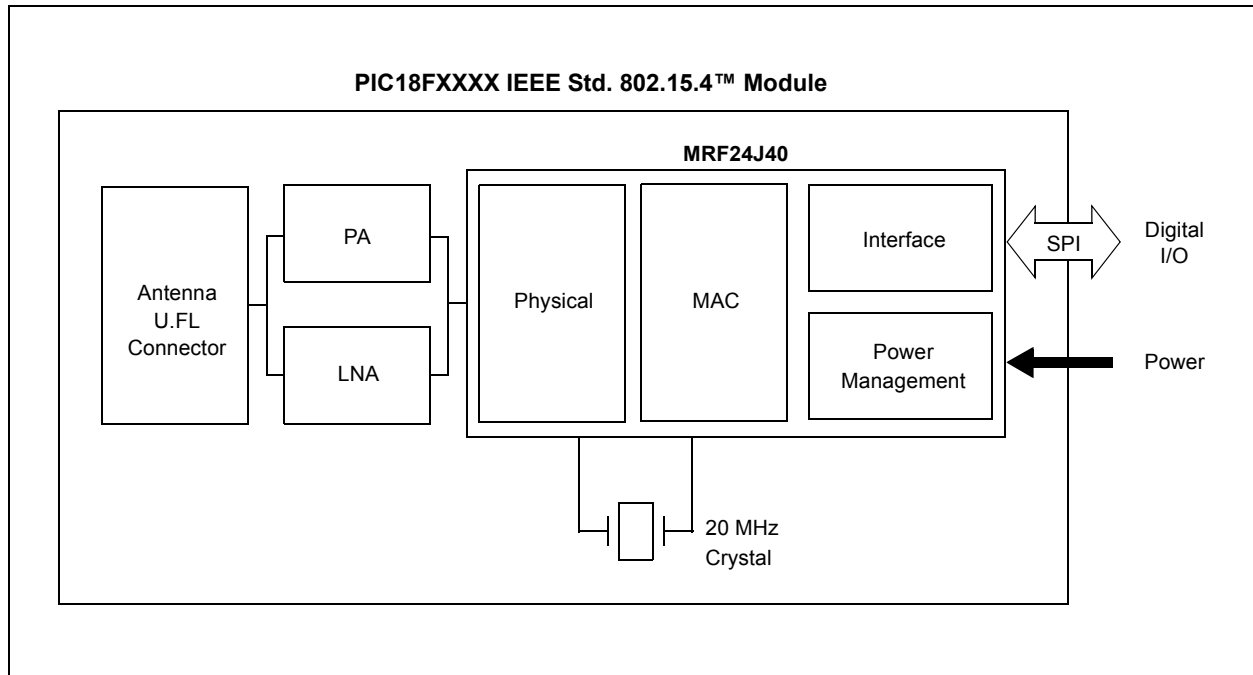 PIC18FXXXX IEEE Std. 802.15.4™ Module
MRF24J40
Antenna
U.FL
Connector
PA
LNA
Physical
MAC
Interface
Power
Management
SPI
Digital
I/O
Power
20 MHz
Crystal